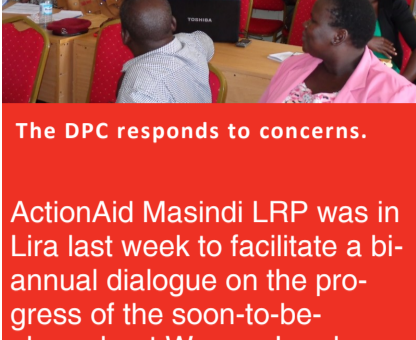 TOSHIBA
The DPC responds to concerns.
ActionAid Masindi LRP was in
Lira last week to facilitate a bi-
annual dialogue on the pro-
gress of the soon-to-be-